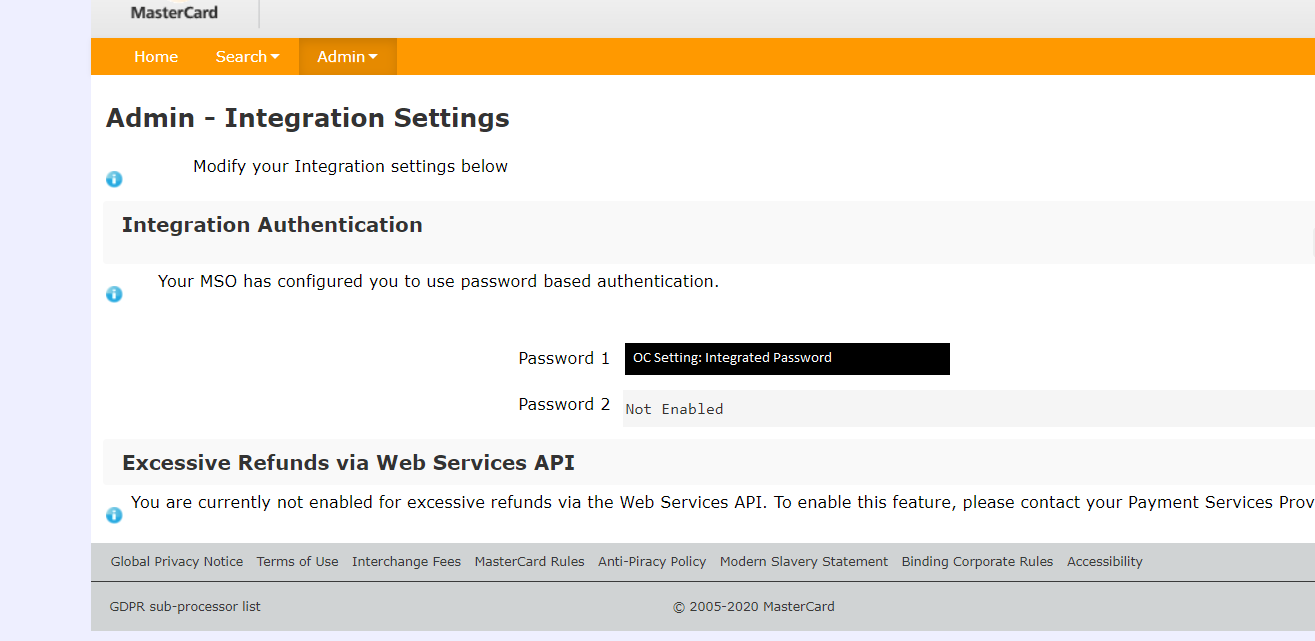 MasterCard
Home Search Admin
Admin - Integration Settings
Modify your Integration settings below
Integration Authentication
Your MSO has configured you to use password based authentication.
Password 1 OC Setting: Integrated Password
Password 2 Not Enabled
Excessive Refunds via Web Services API
You are currently not enabled for excessive refunds via the Web Services API. To enable this feature, please contact your Payment Services Prov
Global Privacy Notice Terms of Use Interchange Fees MasterCard Rules Anti-Piracy Policy Modern Slavery Statement Binding Corporate Rules Accessibility
GDPR sub-processor list © 2005-2020 MasterCard